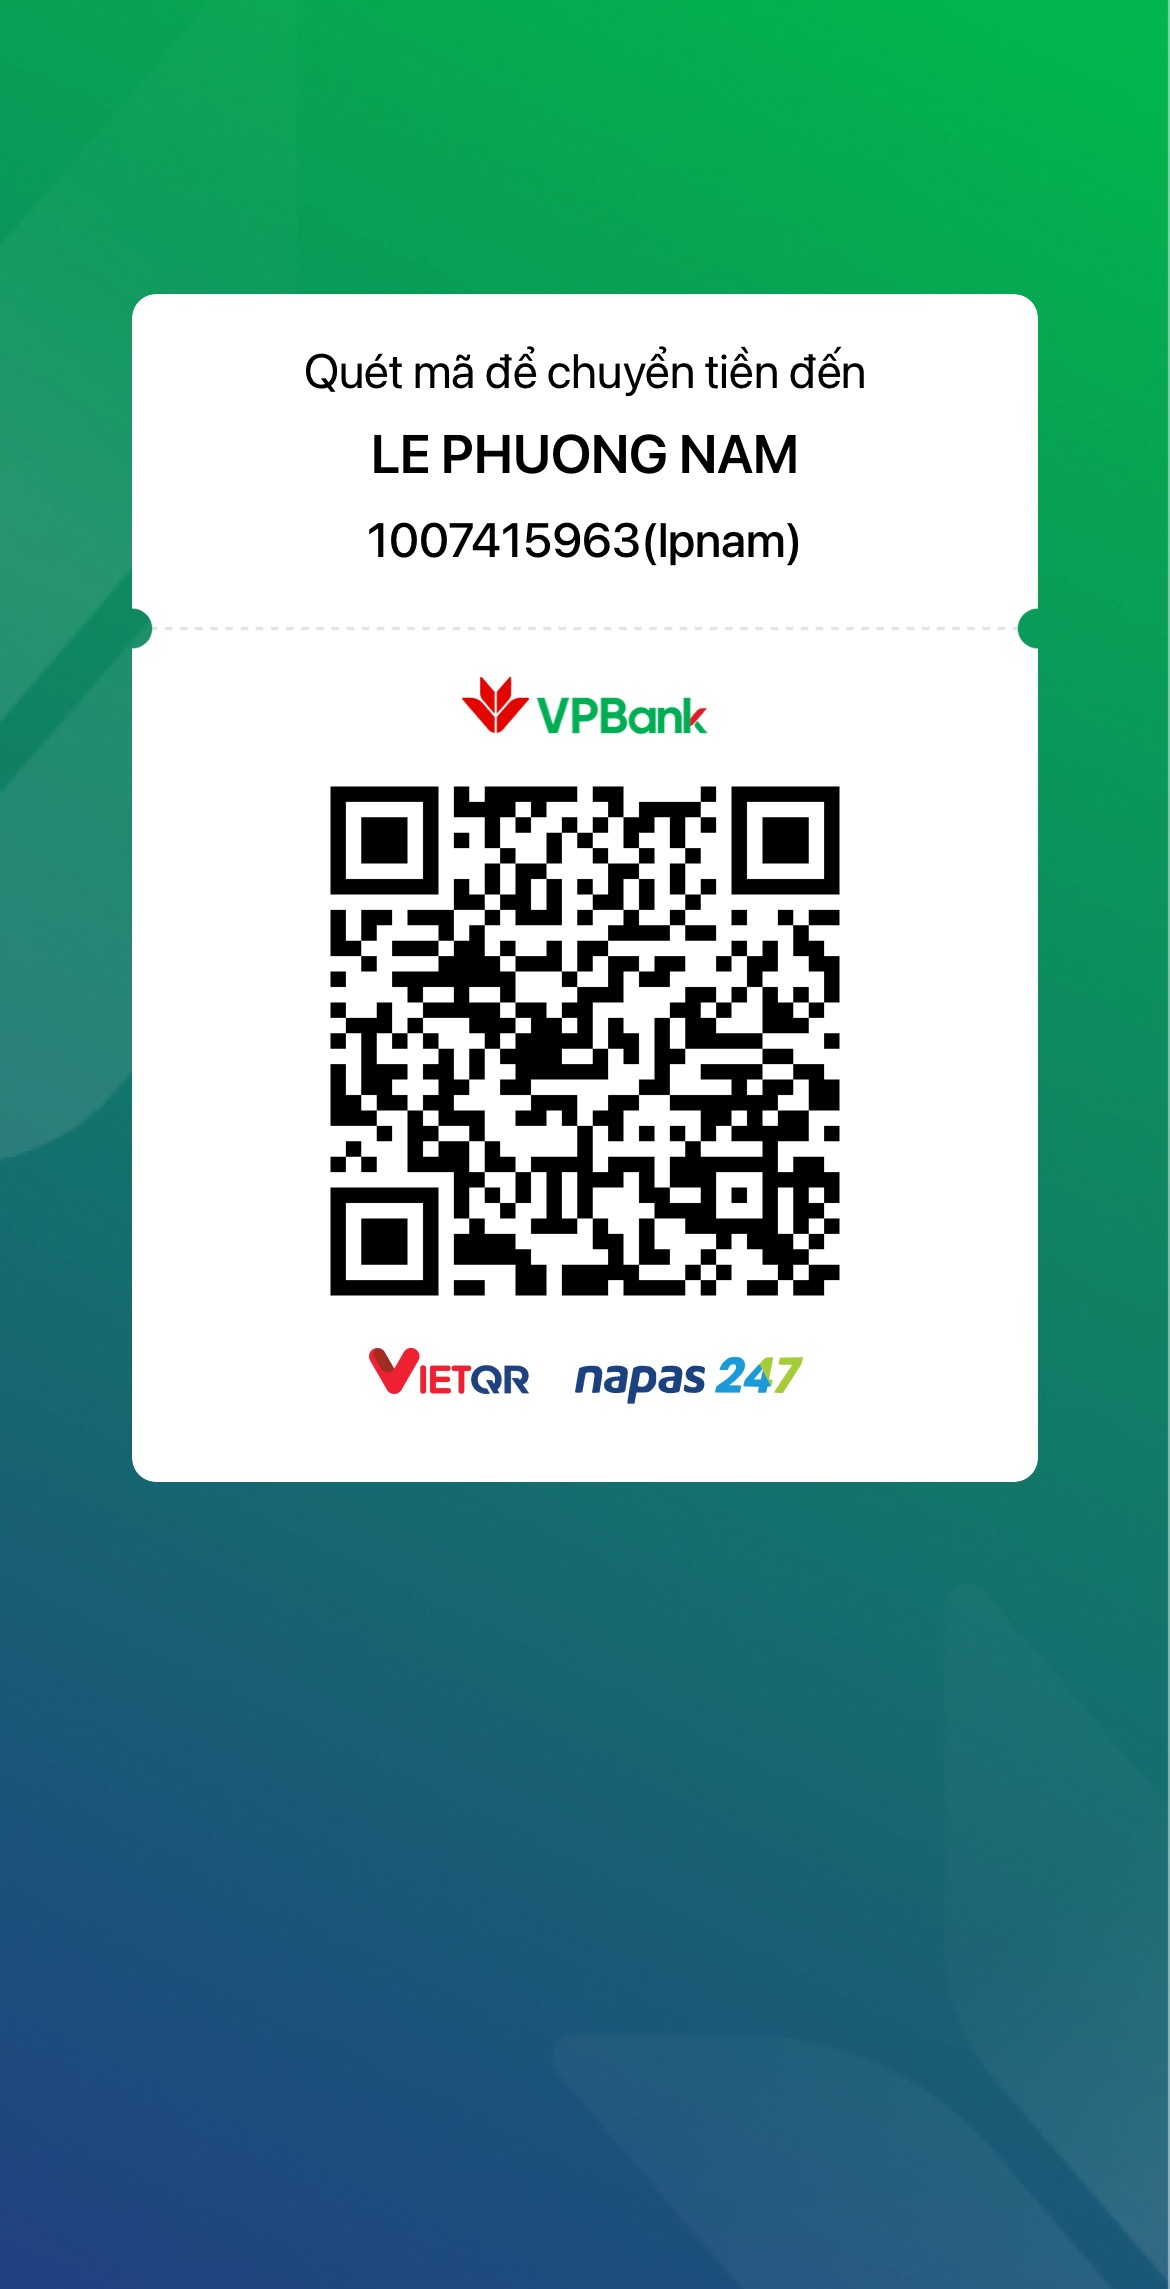 Quét mã để chuyển tiền đến
LE PHUONG NAM
1007415963(lpnam)
VPBank
VIETQR napas 247